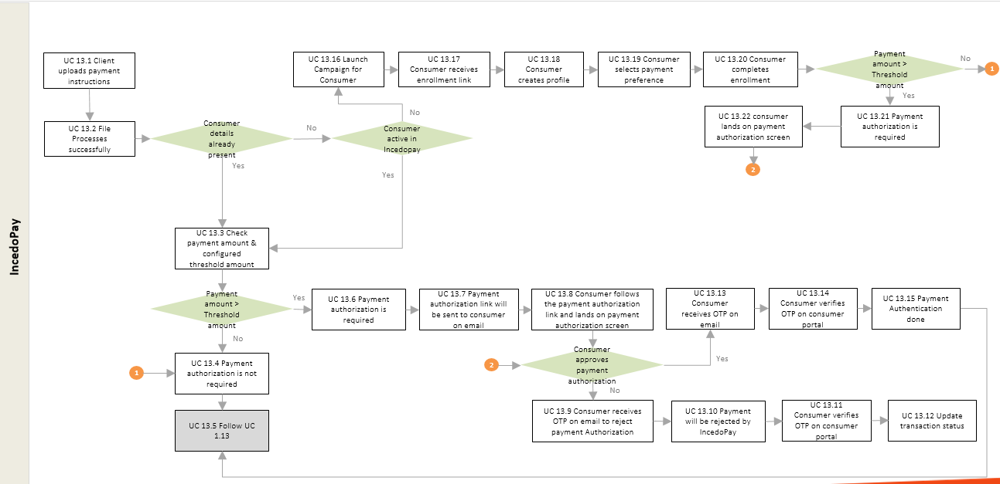 IncedoPay
UC 13.1 Client
uploads payment
instructions
UC 13.2 File
Processes
successfully
Consumer
details
already
present
No
Yes
Consumer
active in
Incedopay
No
Yes
UC 13.16 Launch
Campaign for
Consumer
UC 13.17
Consumer receives
enrollment link
UC 13.18
Consumer
creates profile
UC 13.19 Consumer
selects payment
preference
UC 13.20 Consumer
completes
enrollment
Payment
amount >
Threshold
amount
No
1
Yes
UC 13.21 Payment
authorization is
required
UC 13.22 consumer
lands on payment
authorization screen
2
UC 13.3 Check
payment amount &
configured
threshold amount
Payment
amount >
Threshold
amount
Yes
No
UC 13.6 Payment
authorization is
required
UC 13.7 Payment
authorization link will
be sent to consumer
on email
UC 13.8 Consumer follows
the payment authorization
link and lands on payment
authorization screen
UC 13.13
Consumer
receives OTP on
email
UC 13.14
Consumer verifies
OTP on consumer
portal
UC 13.15 Payment
Authentication
done
1
UC 13.4 Payment
authorization is not
required
UC 13.5 Follow UC
1.13
2
Consumer
approves
payment
authorization
Yes
No
UC 13.9 Consumer receives
OTP on email to reject
payment Authorization
UC 13.10 Payment
will be rejected by
IncedoPay
UC 13.11
Consumer verifies
OTP on consumer
portal
UC 13.12 Update
transaction status